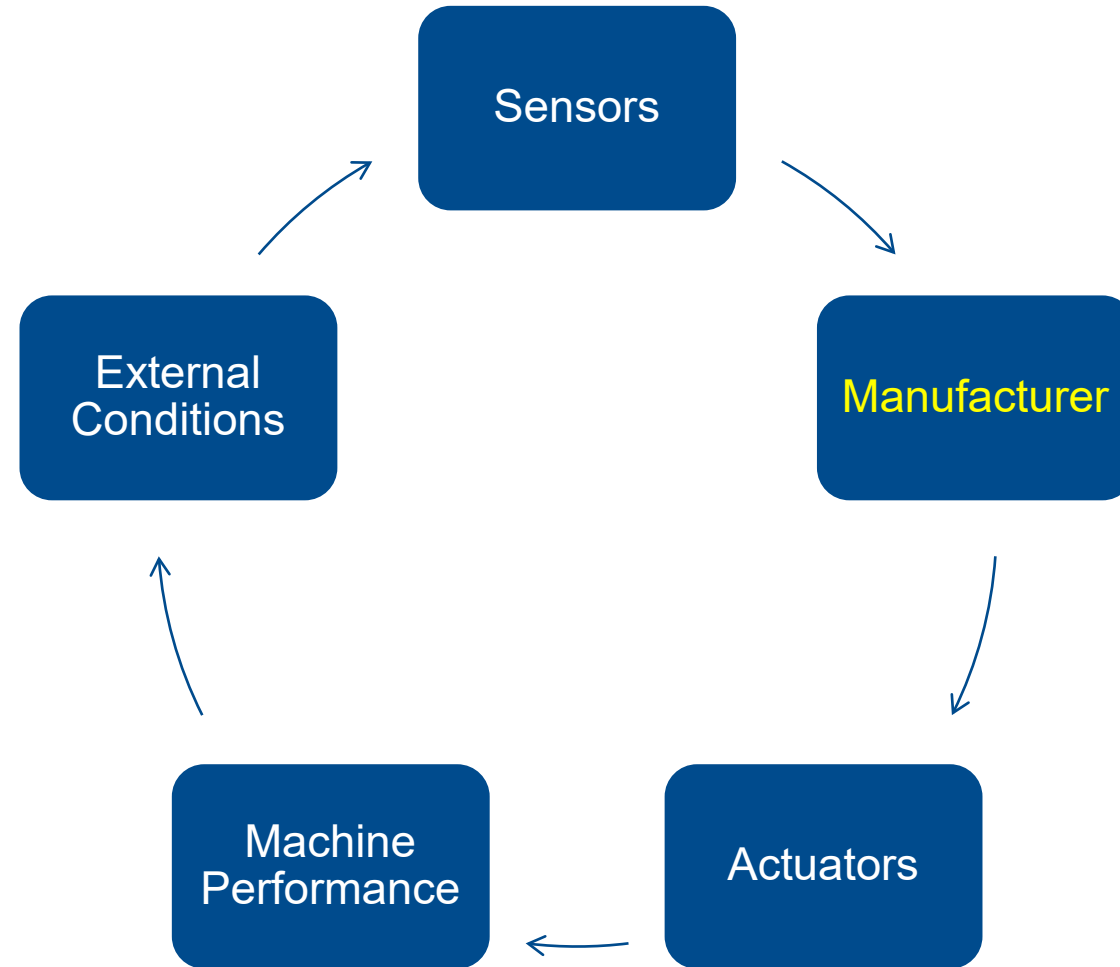 Sensors
Manufacturer
Actuators
Machine
Performance
External
Conditions